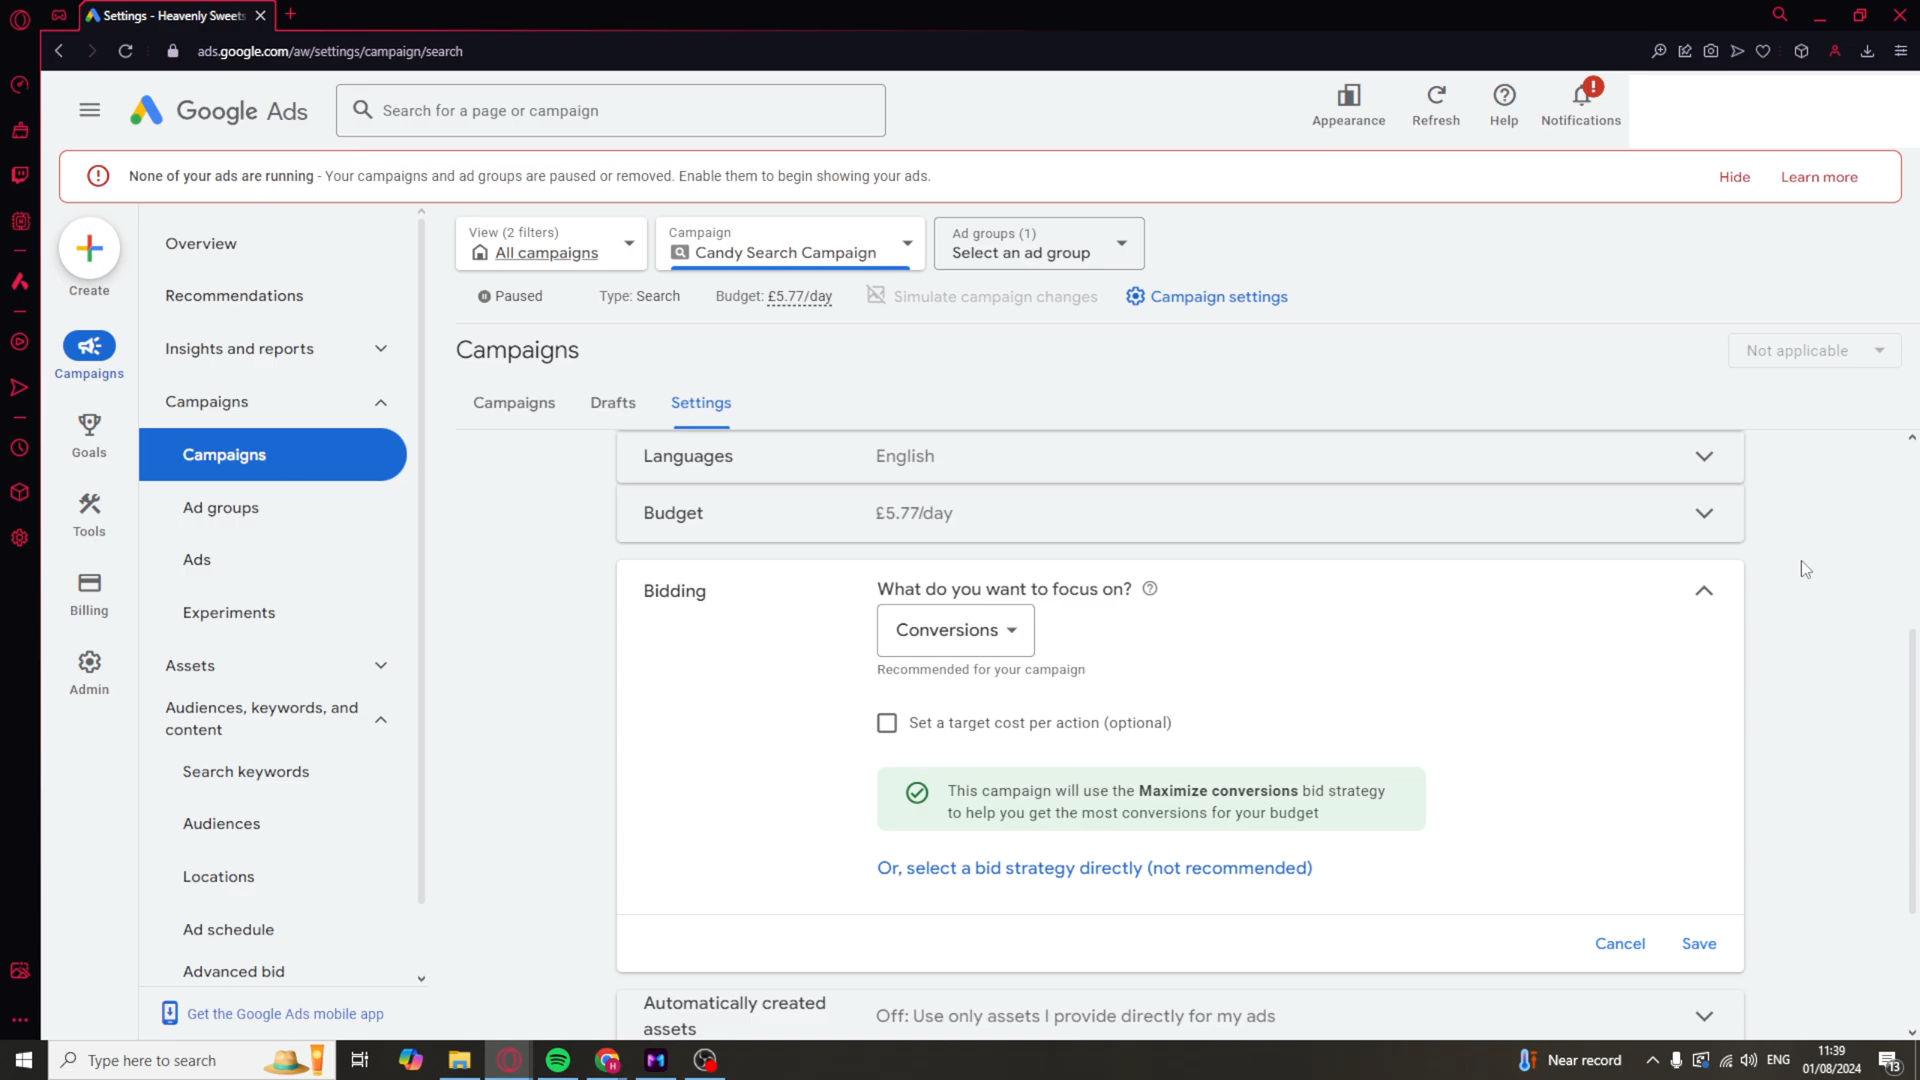 Settings - Heavenly Sweets
ads.google.com/aw/settings/campaign/search
Google Ads
Search for a page or campaign
Appearance
Refresh
Help
!
Notifications
None of your ads are running - Your campaigns and ad groups are paused or removed. Enable them to begin showing your ads.
Hide
Learn more
Create
Campaigns
Goals
Tools
Billing
Admin
Overview
Recommendations
Insights and reports
Campaigns
Campaigns
Ad groups
Ads
Experiments
Assets
Audiences, keywords, and
content
Search keywords
Audiences
Locations
Ad schedule
Advanced bid
Get the Google Ads mobile app
View (2 filters)
All campaigns
Campaign
Candy Search Campaign
Ad groups (1)
Select an ad group
Paused
Type: Search
Budget: £5.77/day
Simulate campaign changes
Campaign settings
Campaigns
Not applicable
Campaigns
Drafts
Settings
Languages
English
Budget
£5.77/day
Bidding
What do you want to focus on?
Conversions
Recommended for your campaign
Set a target cost per action (optional)
This campaign will use the Maximize conversions bid strategy
to help you get the most conversions for your budget
Or, select a bid strategy directly (not recommended)
Cancel
Save
Automatically created
assets
Off: Use only assets I provide directly for my ads
Type here to search
Near record
ENG
11:39
01/08/2024
13